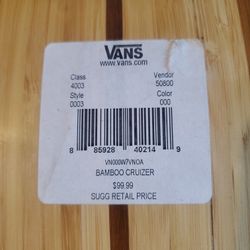 VANS
www.vans.com
Class Vendor
4003 50800
Style Color
0003 000
8 85928 40214 9
VN000W7VNOA
BAMBOO CRUIZER
$99.99
SUGG RETAIL PRICE